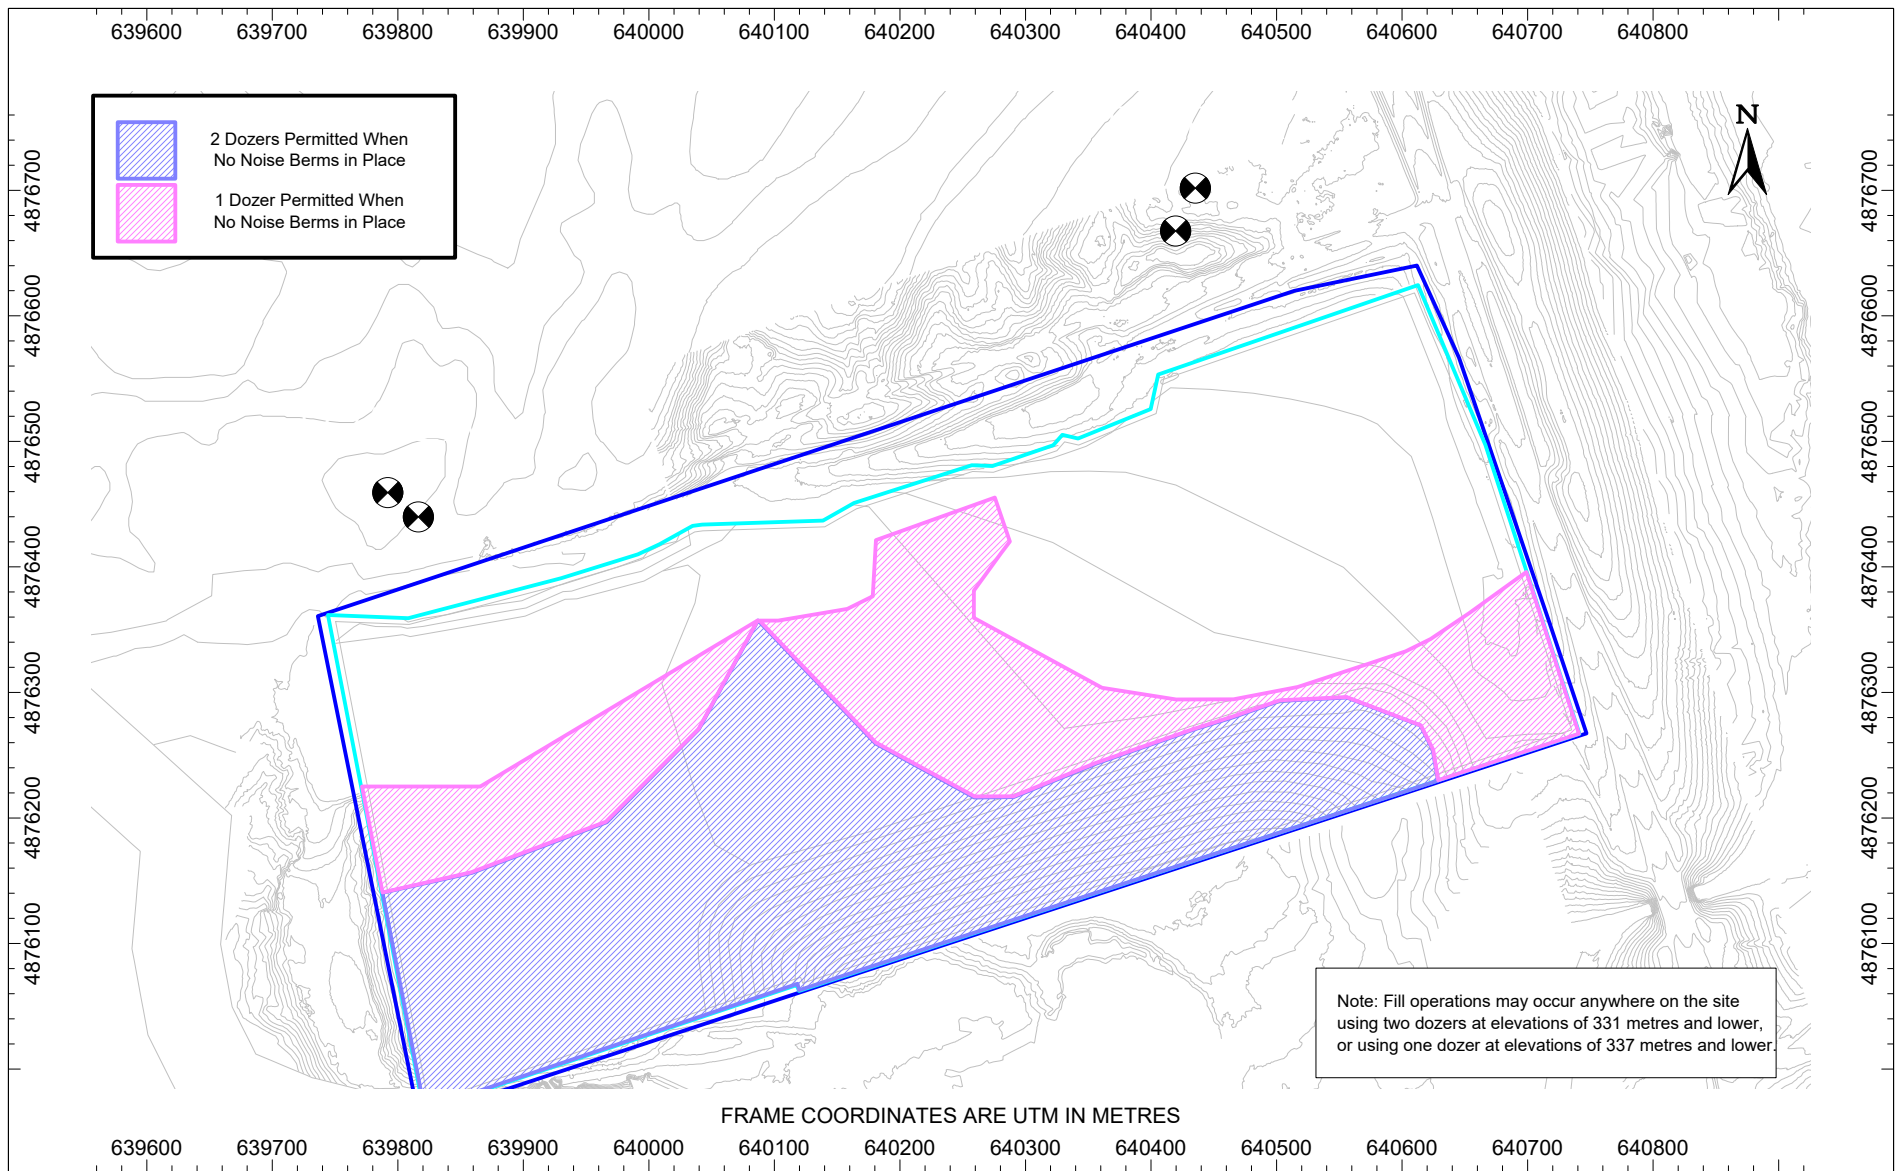 639600 639700 639800 639900 640000 640100 640200 640300 640400 640500 640600 640700 640800
2 Dozers Permitted When
No Noise Berms in Place
1 Dozer Permitted When
No Noise Berms in Place
N
4876700 4876700
4876600 4876600
4876500 4876500
4876400 4876400
4876300 4876300
4876200 4876200
4876100 4876100
Note: Fill operations may occur anywhere on the site
using two dozers at elevations of 331 metres and lower,
or using one dozer at elevations of 337 metres and lower.
FRAME COORDINATES ARE UTM IN METRES
639600 639700 639800 639900 640000 640100 640200 640300 640400 640500 640600 640700 640800